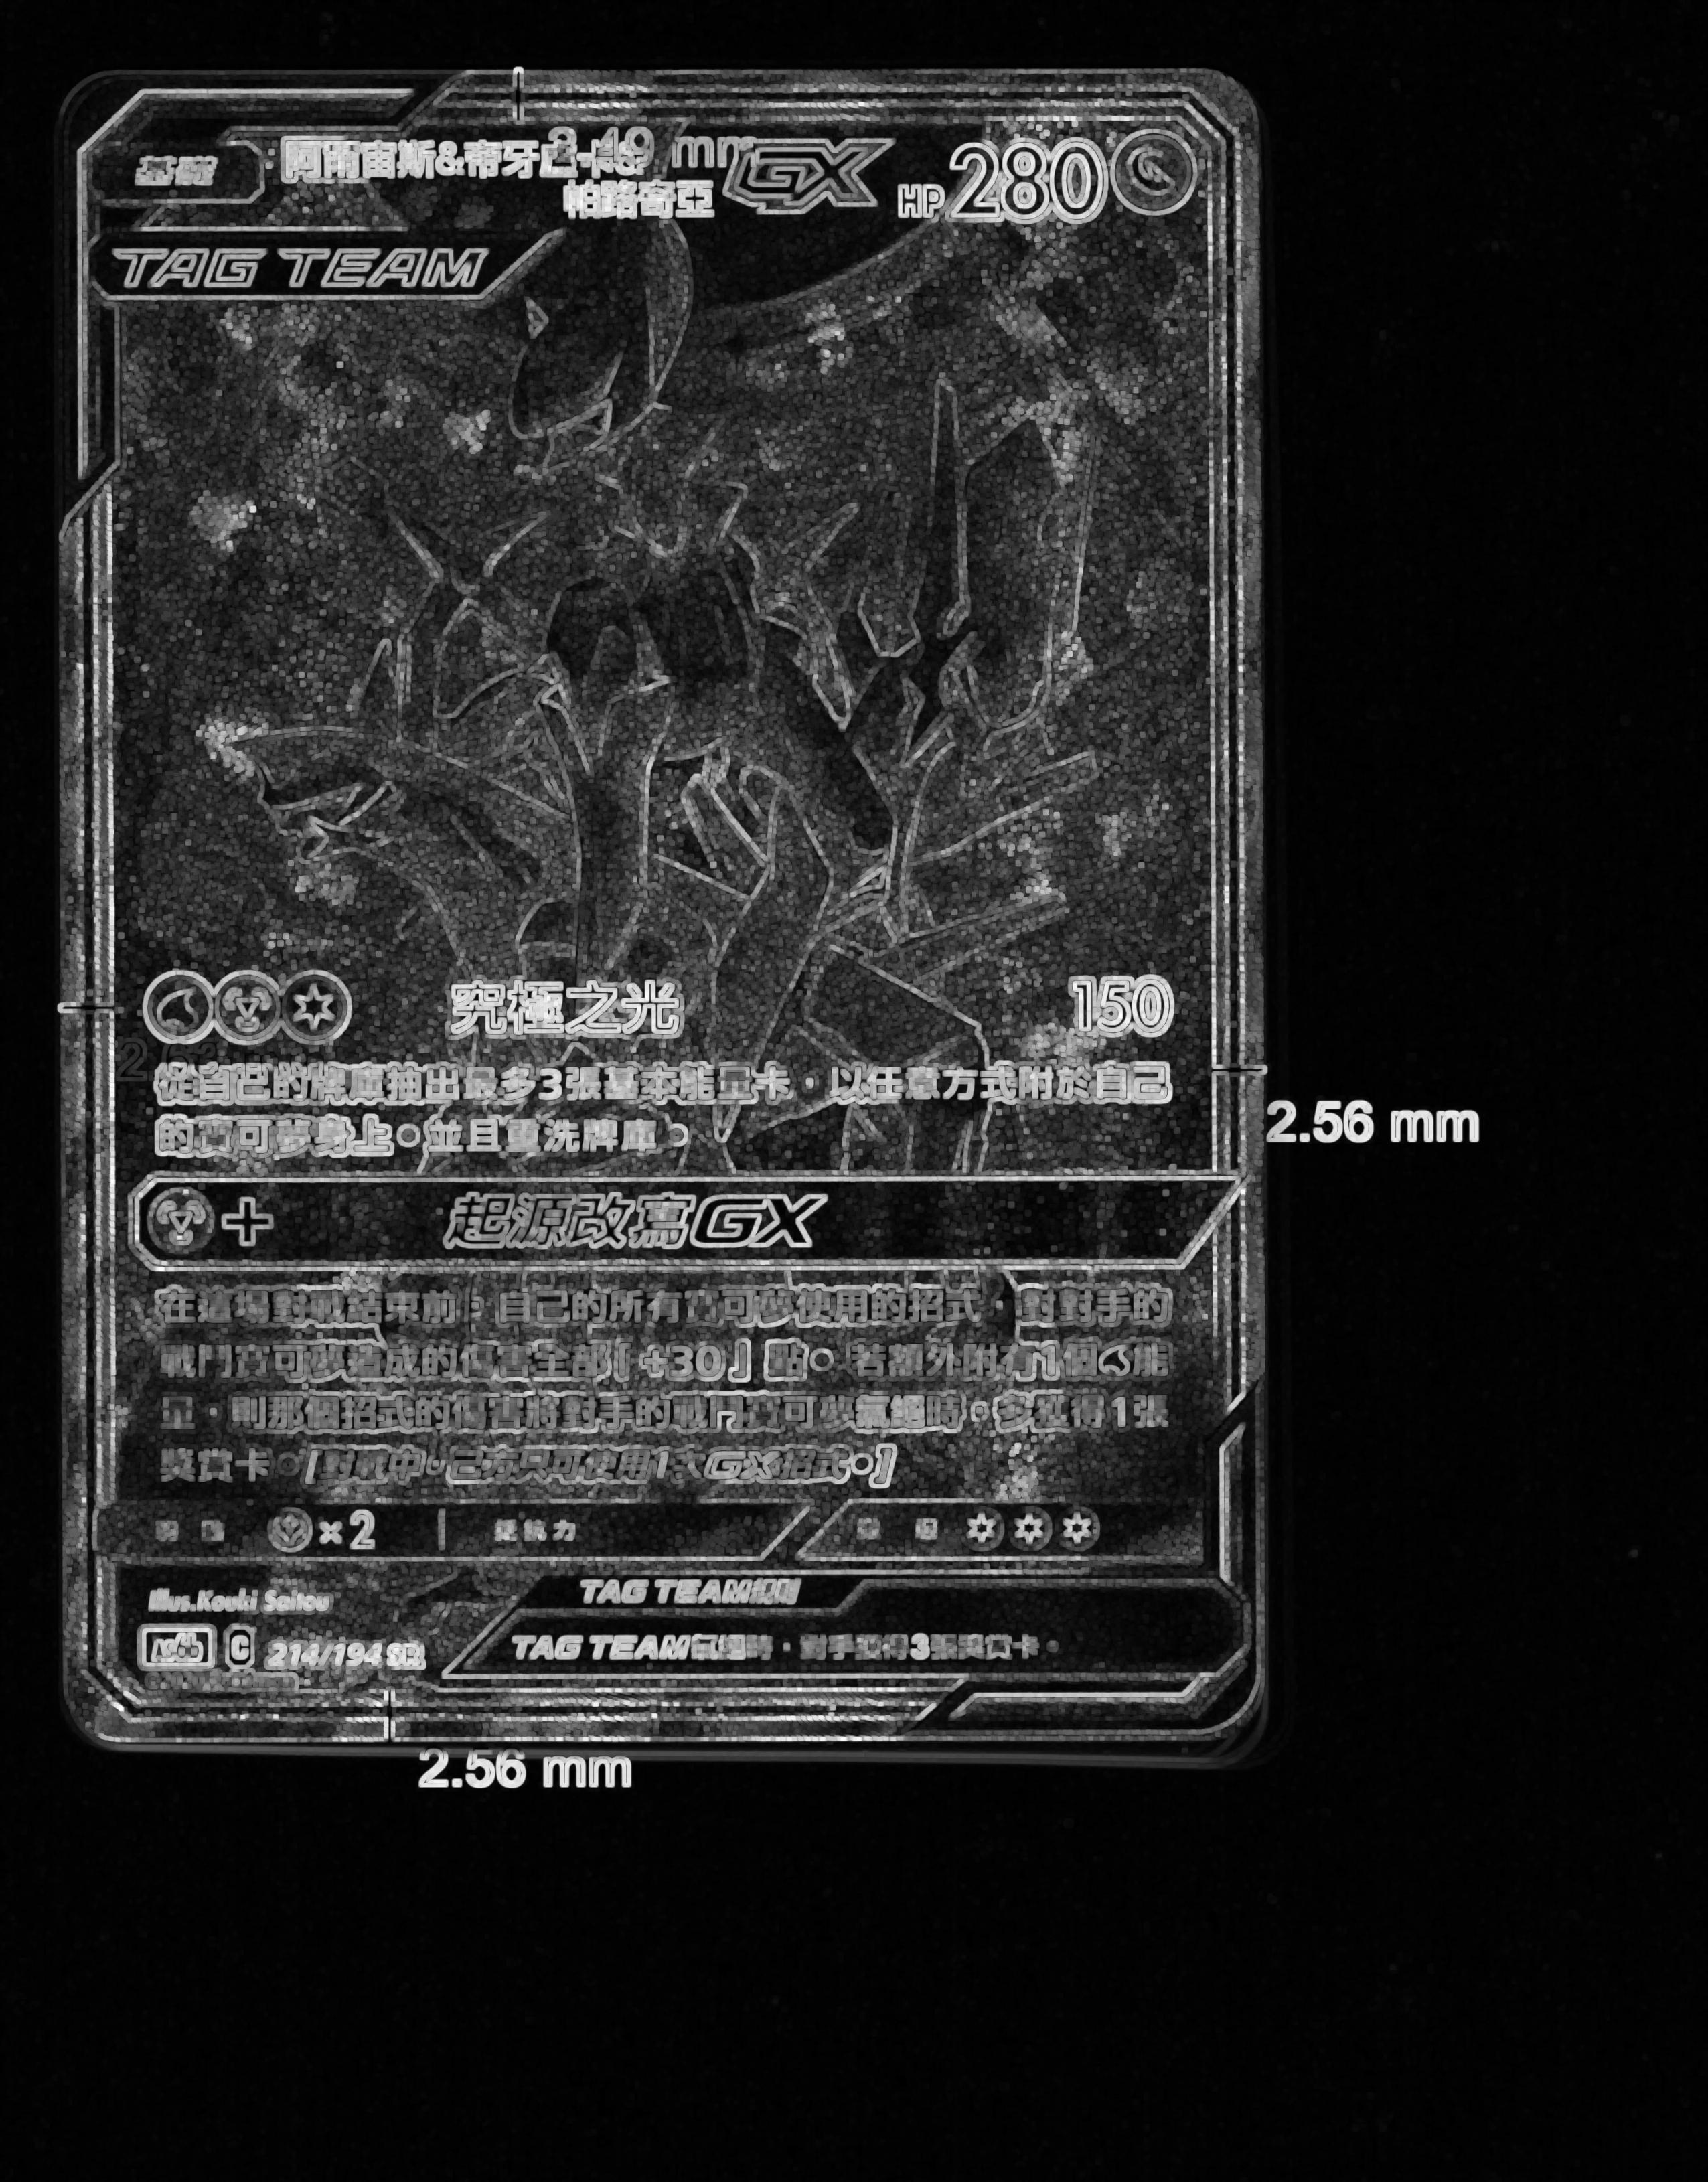 基礎
阿爾宙斯&帝牙盧卡&
帕路奇亞
GX
HP 280
TAG TEAM
究極之光 150
從自己的牌庫抽出最多3張基本能量卡,以任意方式附於自己
的寶可夢身上。並且重洗牌庫。
2.56 mm
+ 起源改寫GX
在這場對戰結束前,自己的所有寶可夢使用的招式,對對手的
戰鬥寶可夢造成的傷害全部「+30」點。若額外附有1個能
量,則那個招式的傷害將對手的戰鬥寶可夢氣絕時,多獲得1張
獎賞卡。[對戰中,己方只可使用1次GX招式。]
×2 抵抗力
Illus.Kouki Saitou
TAG TEAM規則
C 214/194 SR
TAG TEAM氣絕時,對手獲得3張獎賞卡。
2.56 mm